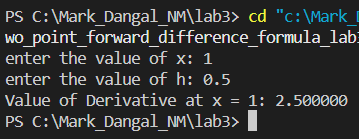 PS C:\Mark_Dangal_NM\lab3> cd "c:\Mark_
wo_point_forward_difference_formula_lab
enter the value of x: 1
enter the value of h: 0.5
Value of Derivative at x = 1: 2.500000
PS C:\Mark_Dangal_NM\lab3>